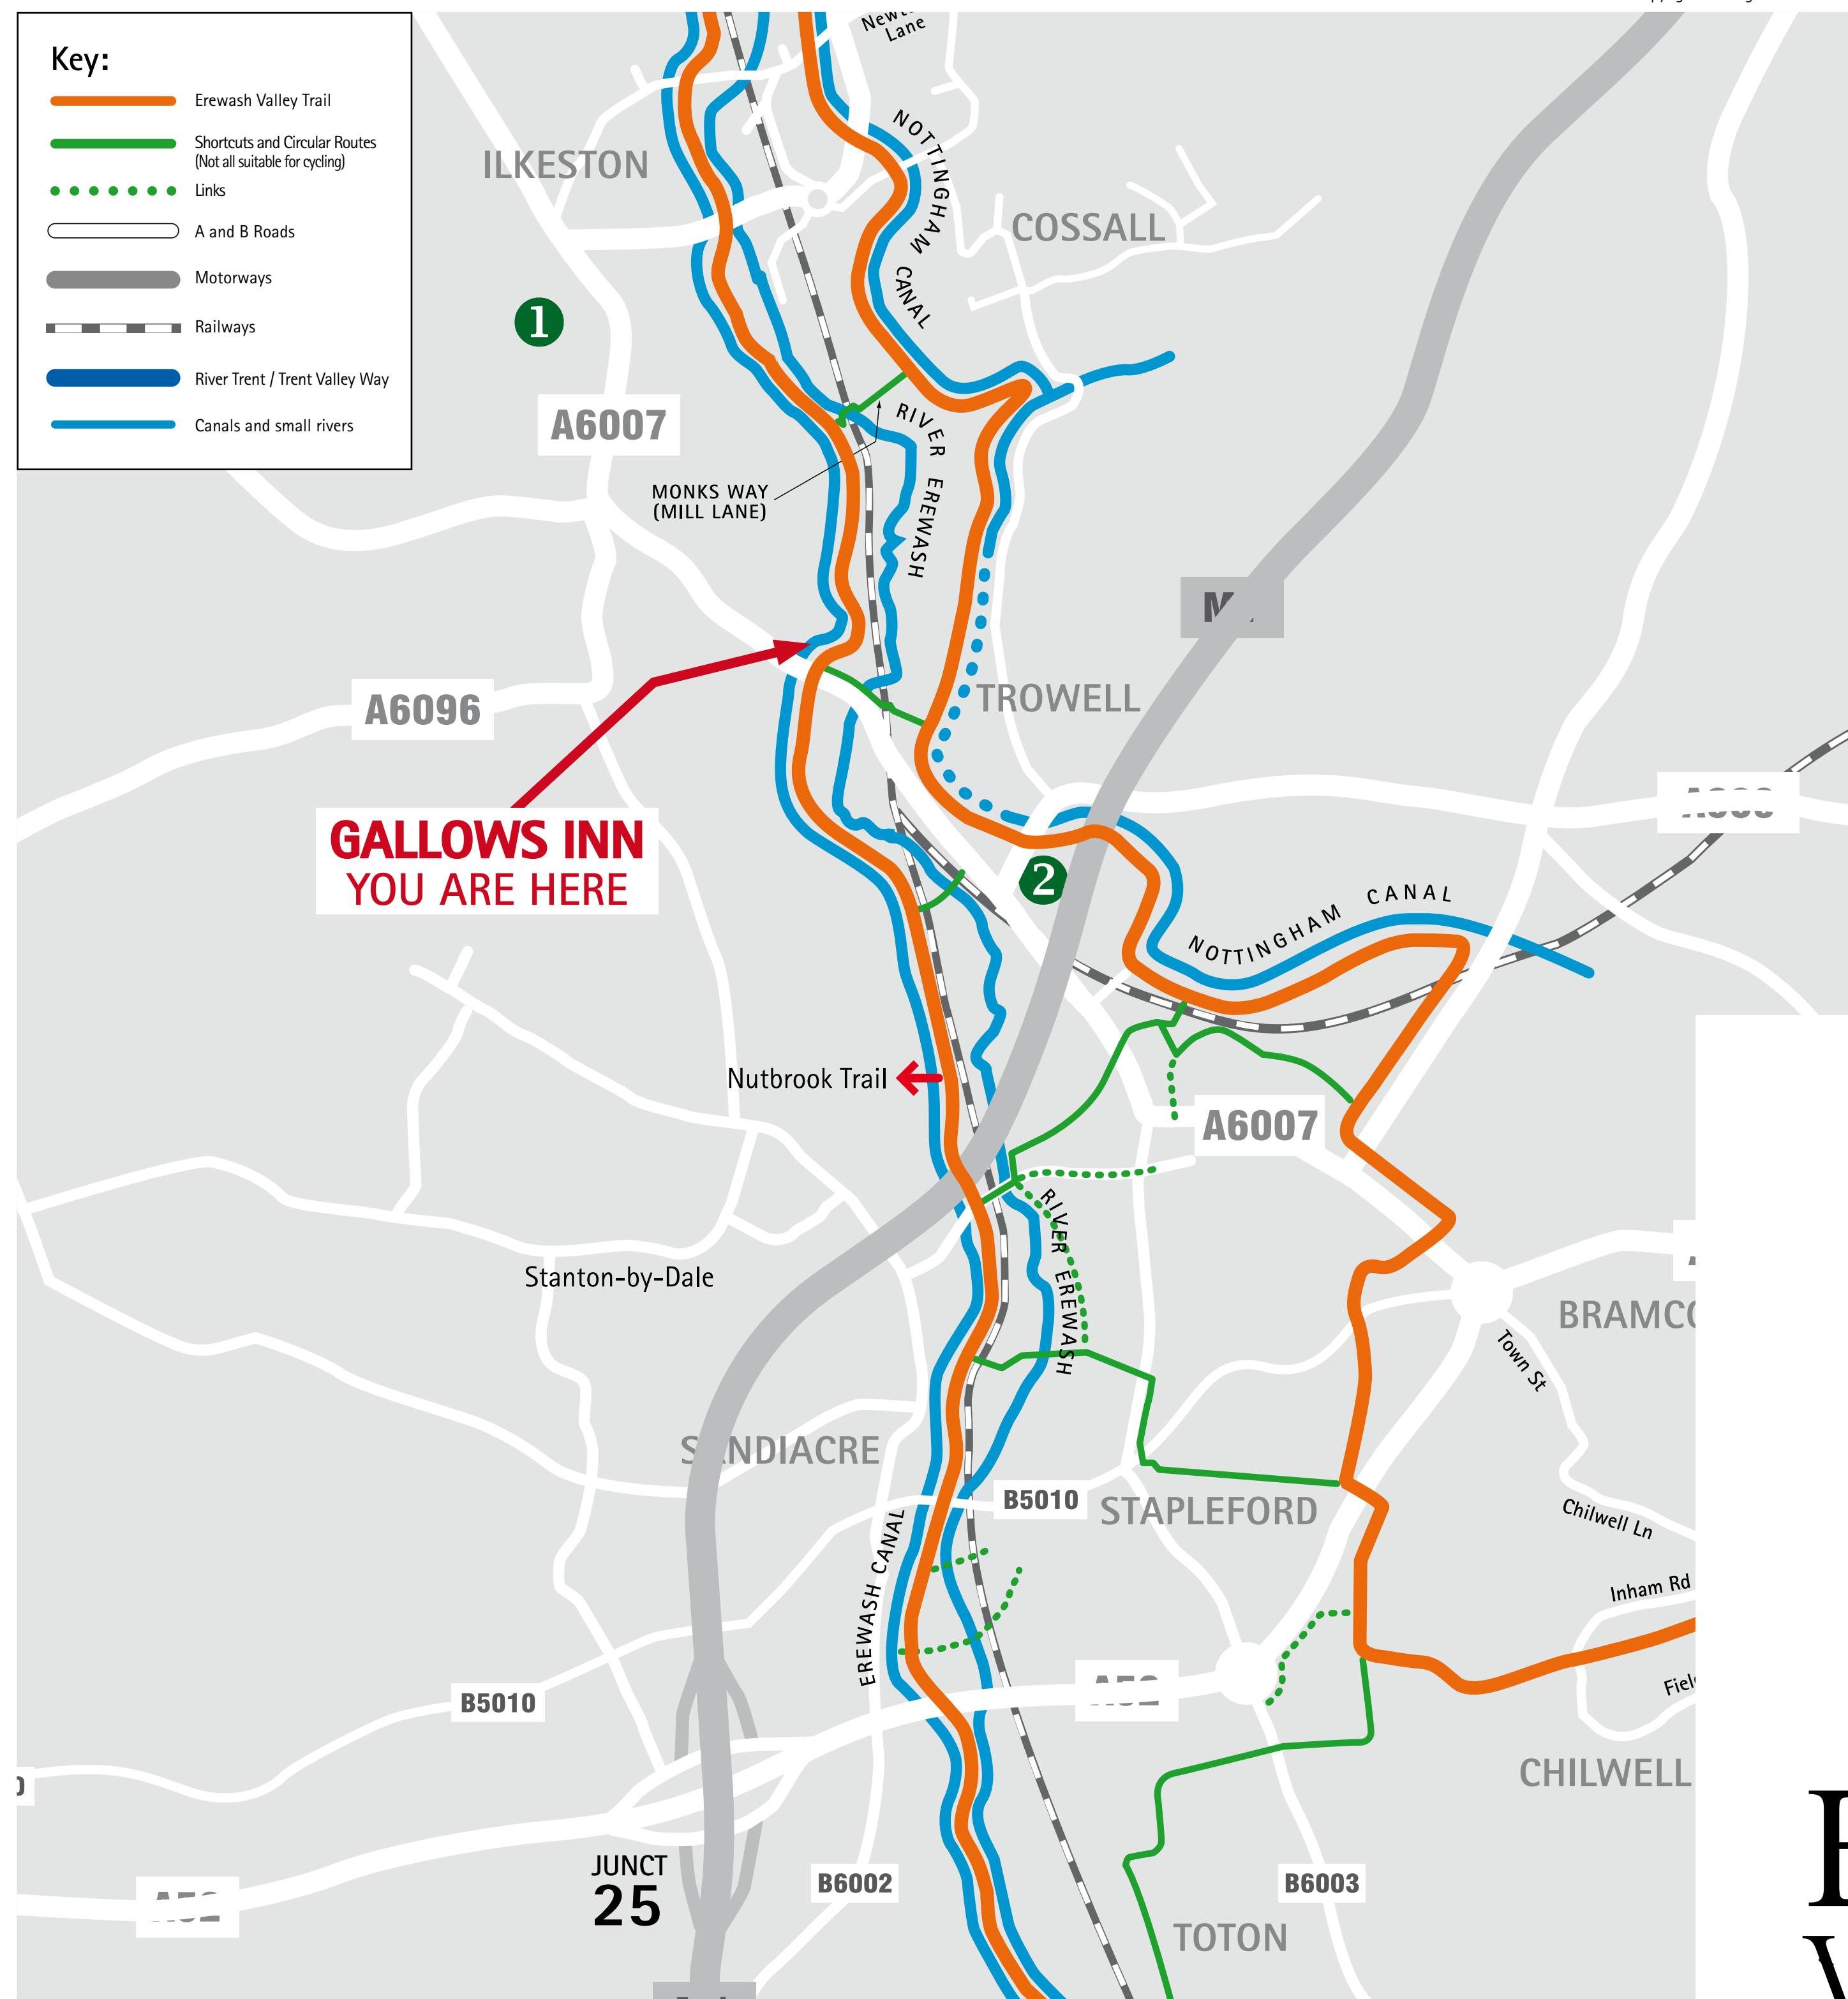 Key:
Erewash Valley Trail
Shortcuts and Circular Routes
(Not all suitable for cycling)
Links
A and B Roads
Motorways
Railways
River Trent / Trent Valley Way
Canals and small rivers
Lane
ILKESTON
NOTTINGHAM CANAL
COSSALL
1
A6007
RIVER EREWASH
MONKS WAY
(MILL LANE)
TROWELL
A6096
GALLOWS INN
YOU ARE HERE
2
NOTTINGHAM CANAL
Nutbrook Trail
A6007
RIVER EREWASH
Stanton-by-Dale
Town St
SANDIACRE
B5010
STAPLEFORD
Chilwell Ln
EREWASH CANAL
Inham Rd
B5010
A52
CHILWELL
JUNCT
25
A52
B6002
B6003
TOTON